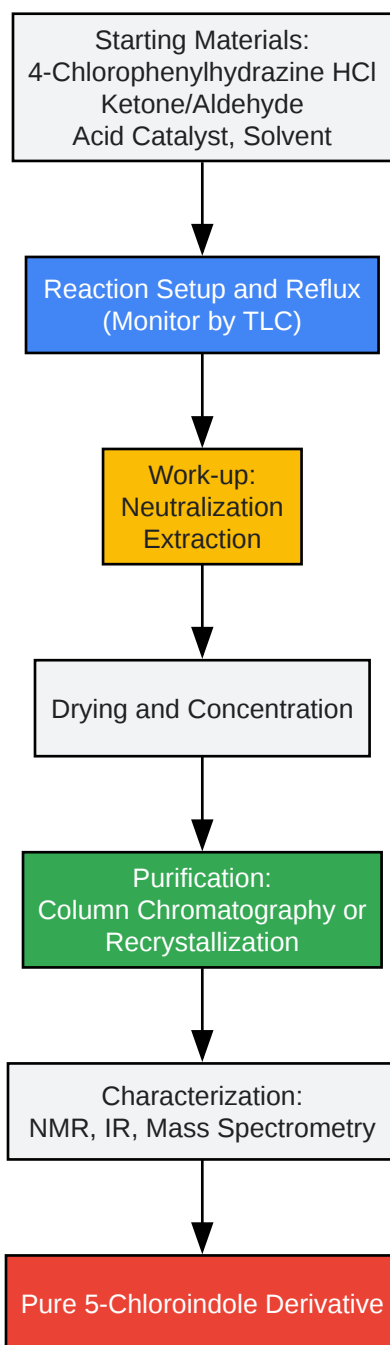 Starting Materials:
4-Chlorophenylhydrazine HCl
Ketone/Aldehyde
Acid Catalyst, Solvent
Reaction Setup and Reflux
(Monitor by TLC)
Work-up:
Neutralization
Extraction
Drying and Concentration
Purification:
Column Chromatography or
Recrystallization
Characterization:
NMR, IR, Mass Spectrometry
Pure 5-Chloroindole Derivative